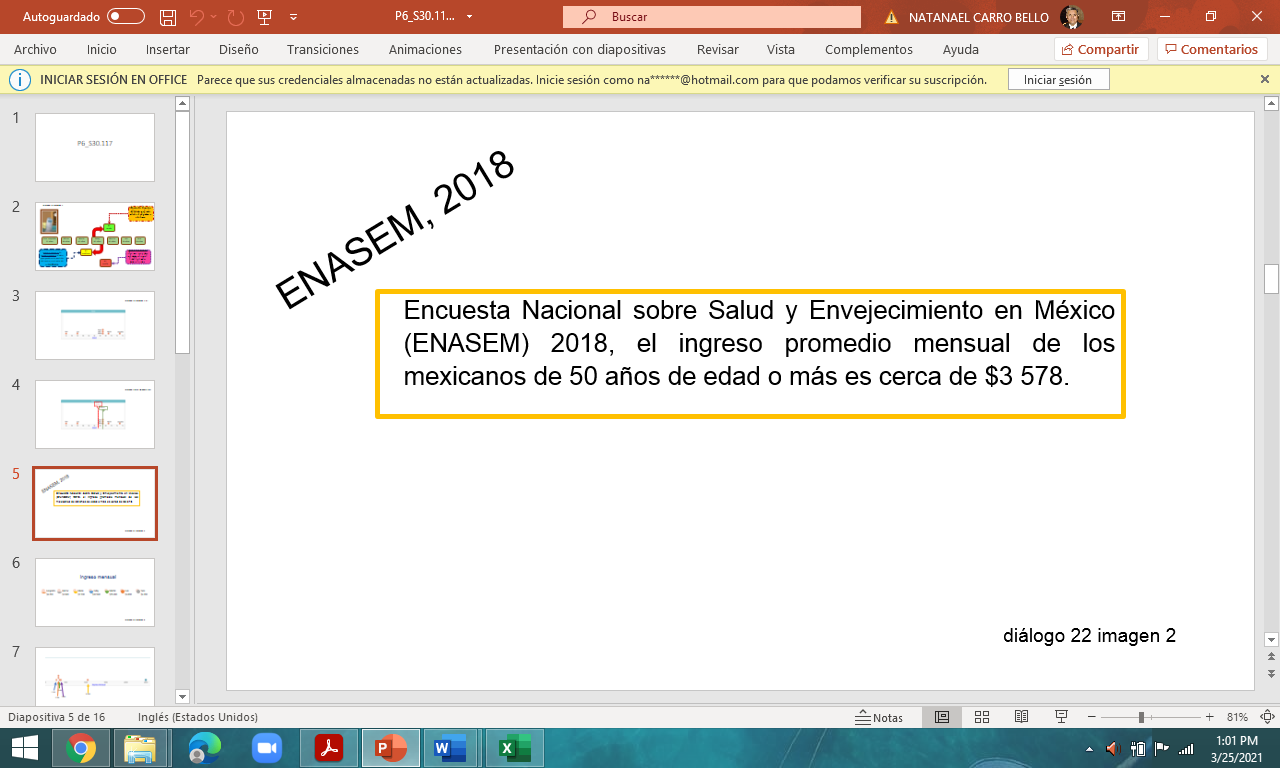 Autoguardado
P6_S30.11...
Buscar
NATANAEL CARRO BELLO
Archivo Inicio Insertar Diseño Transiciones Animaciones Presentación con diapositivas Revisar Vista Complementos Ayuda Compartir Comentarios
INICIAR SESIÓN EN OFFICE Parece que sus credenciales almacenadas no están actualizadas. Inicie sesión como na******@hotmail.com para que podamos verificar su suscripción. Iniciar sesión
1
P6_S30.117
2
3
4
5
6
Ingreso mensual
7
ENASEM, 2018
Encuesta Nacional sobre Salud y Envejecimiento en México
(ENASEM) 2018, el ingreso promedio mensual de los
mexicanos de 50 años de edad o más es cerca de $3 578.
diálogo 22 imagen 2
Diapositiva 5 de 16 Inglés (Estados Unidos) Notas 81%
1:01 PM
3/25/2021